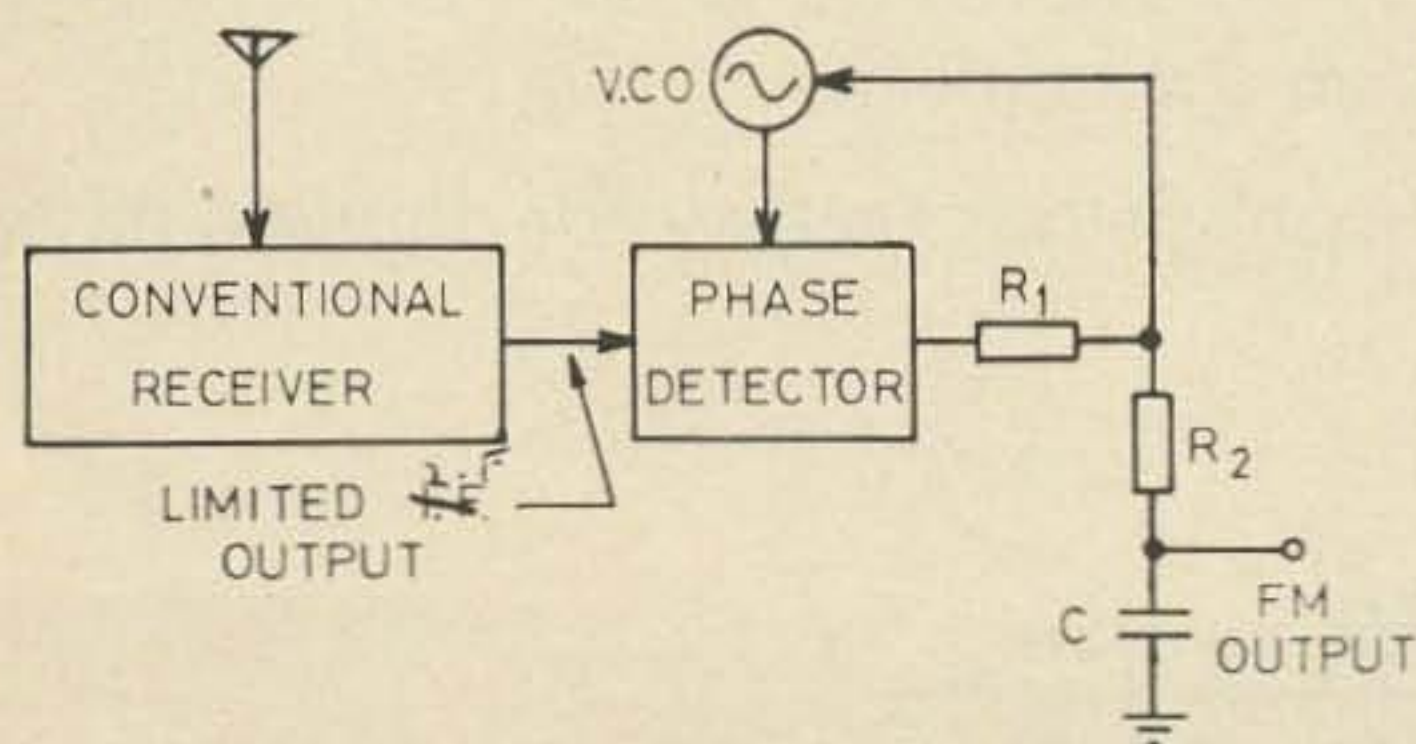 V.CO
CONVENTIONAL
RECEIVER
PHASE
DETECTOR
R1
R2
LIMITED
OUTPUT
C
FM
OUTPUT